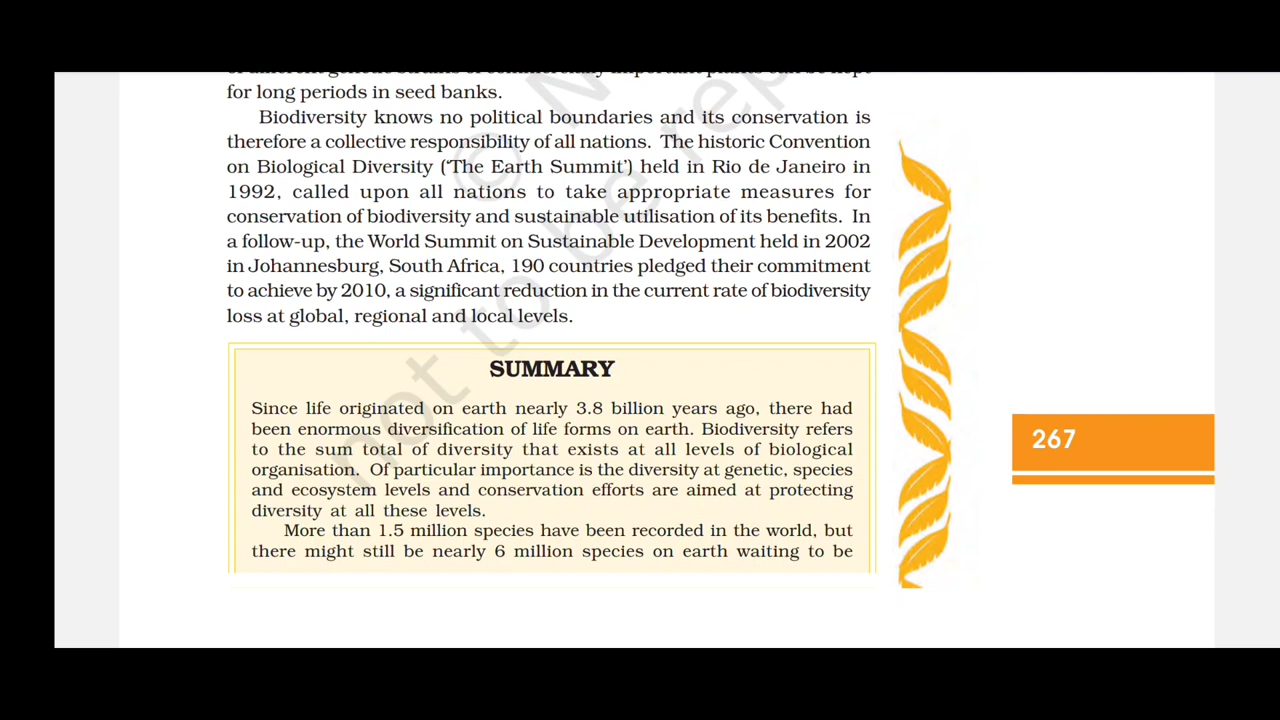 for long periods in seed banks.
Biodiversity knows no political boundaries and its conservation is
therefore a collective responsibility of all nations. The historic Convention
on Biological Diversity ('The Earth Summit') held in Rio de Janeiro in
1992, called upon all nations to take appropriate measures for
conservation of biodiversity and sustainable utilisation of its benefits. In
a follow-up, the World Summit on Sustainable Development held in 2002
in Johannesburg, South Africa, 190 countries pledged their commitment
to achieve by 2010, a significant reduction in the current rate of biodiversity
loss at global, regional and local levels.
SUMMARY
Since life originated on earth nearly 3.8 billion years ago, there had
been enormous diversification of life forms on earth. Biodiversity refers
to the sum total of diversity that exists at all levels of biological
organisation. Of particular importance is the diversity at genetic, species
and ecosystem levels and conservation efforts are aimed at protecting
diversity at all these levels.
More than 1.5 million species have been recorded in the world, but
there might still be nearly 6 million species on earth waiting to be
267
© N
not to be rep